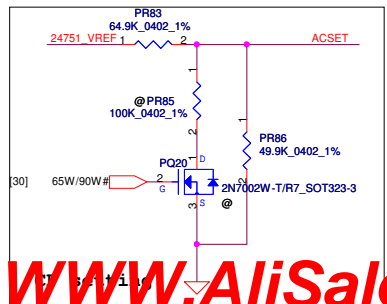 PR83
64.9K_0402_1%
24751_VREF 1 2 ACSET
1
@PR85
100K_0402_1%
2
1
PR86
49.9K_0402_1%
2
PQ20
1
D
[30] 65W/90W# 2
G
2N7002W-T/R7_SOT323-3
3
S
@
WWW.AliSale